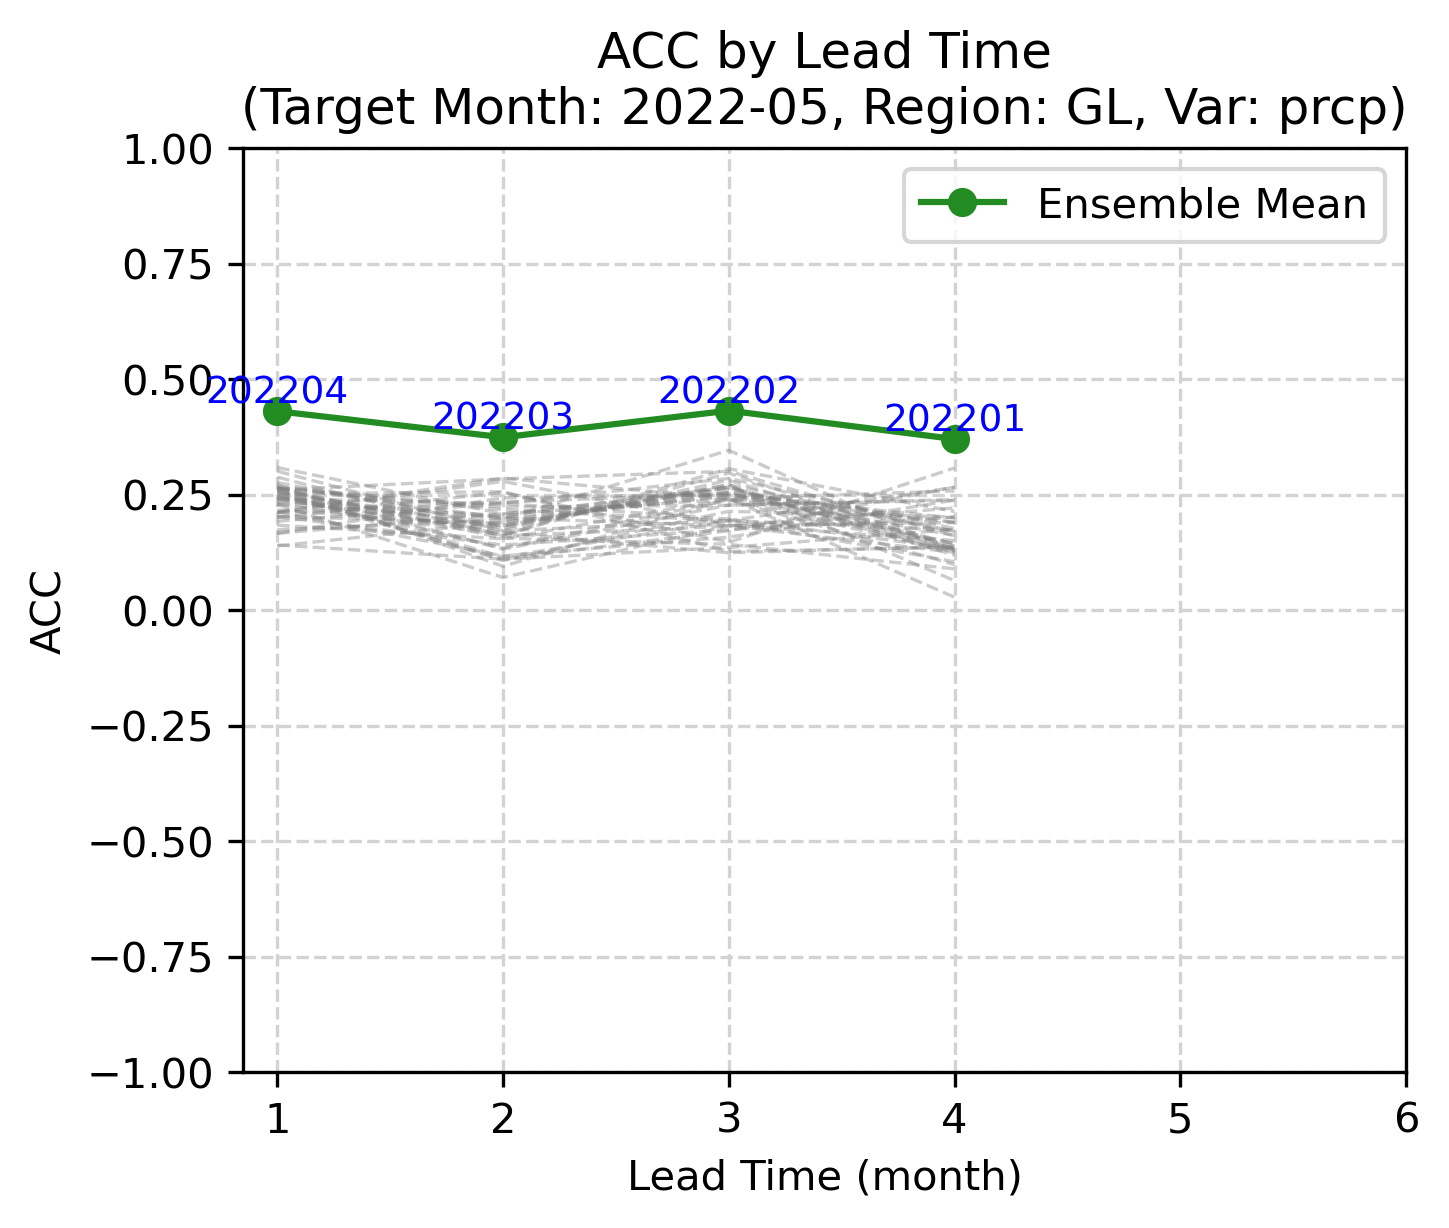 ACC by Lead Time
(Target Month: 2022-05, Region: GL, Var: prcp)
Ensemble Mean
1.00
0.75
0.50
0.25
0.00
−0.25
−0.50
−0.75
−1.00
ACC
202204
202203
202202
202201
1 2 3 4 5 6
Lead Time (month)